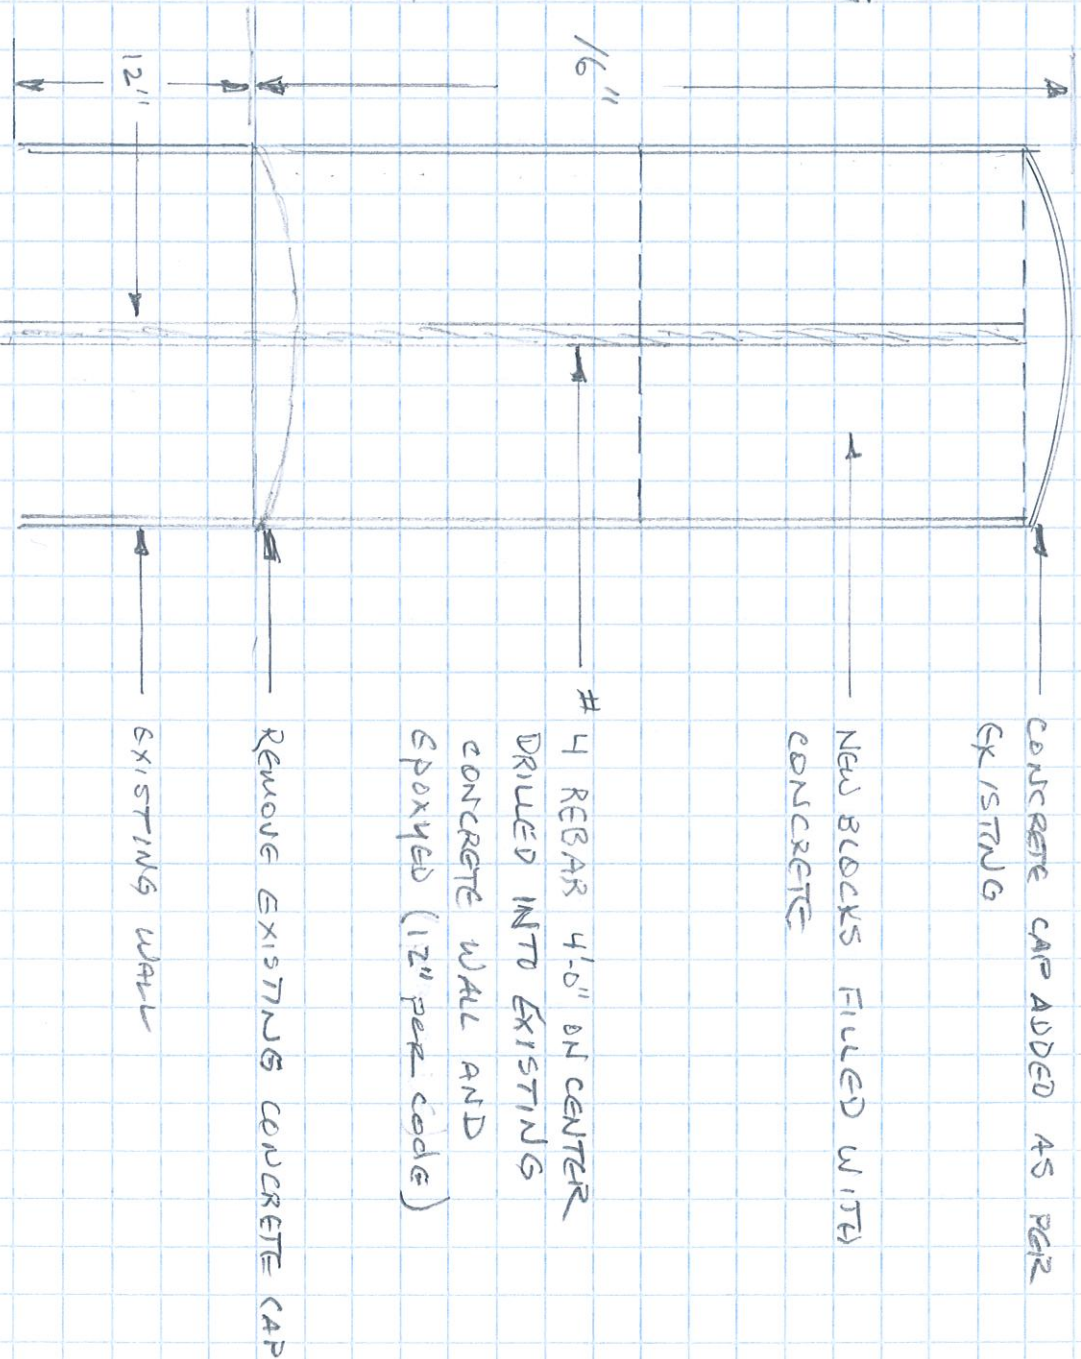 CONCRETE CAP ADDED AS PER
EXISTING
NEW BLOCKS FILLED WITH
CONCRETE
# 4 REBAR 4'-0" ON CENTER
DRILLED INTO EXISTING
CONCRETE WALL AND
EPOXYED (12" PER CODE)
REMOVE EXISTING CONCRETE CAP
EXISTING WALL
16"
12"